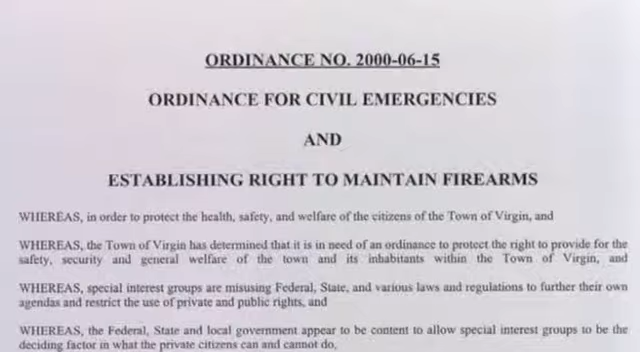 ORDINANCE NO. 2000-06-15
ORDINANCE FOR CIVIL EMERGENCIES
AND
ESTABLISHING RIGHT TO MAINTAIN FIREARMS
WHEREAS, in order to protect the health, safety, and welfare of the citizens of the Town of Virgin, and
WHEREAS, the Town of Virgin has determined that it is in need of an ordinance to protect the right to provide for the
safety, security and general welfare of the town and its inhabitants within the Town of Virgin, and
WHEREAS, special interest groups are misusing Federal, State, and various laws and regulations to further their own
agendas and restrict the use of private and public rights, and
WHEREAS, the Federal, State and local government appear to be content to allow special interest groups to be the
deciding factor in what the private citizens can and cannot do,